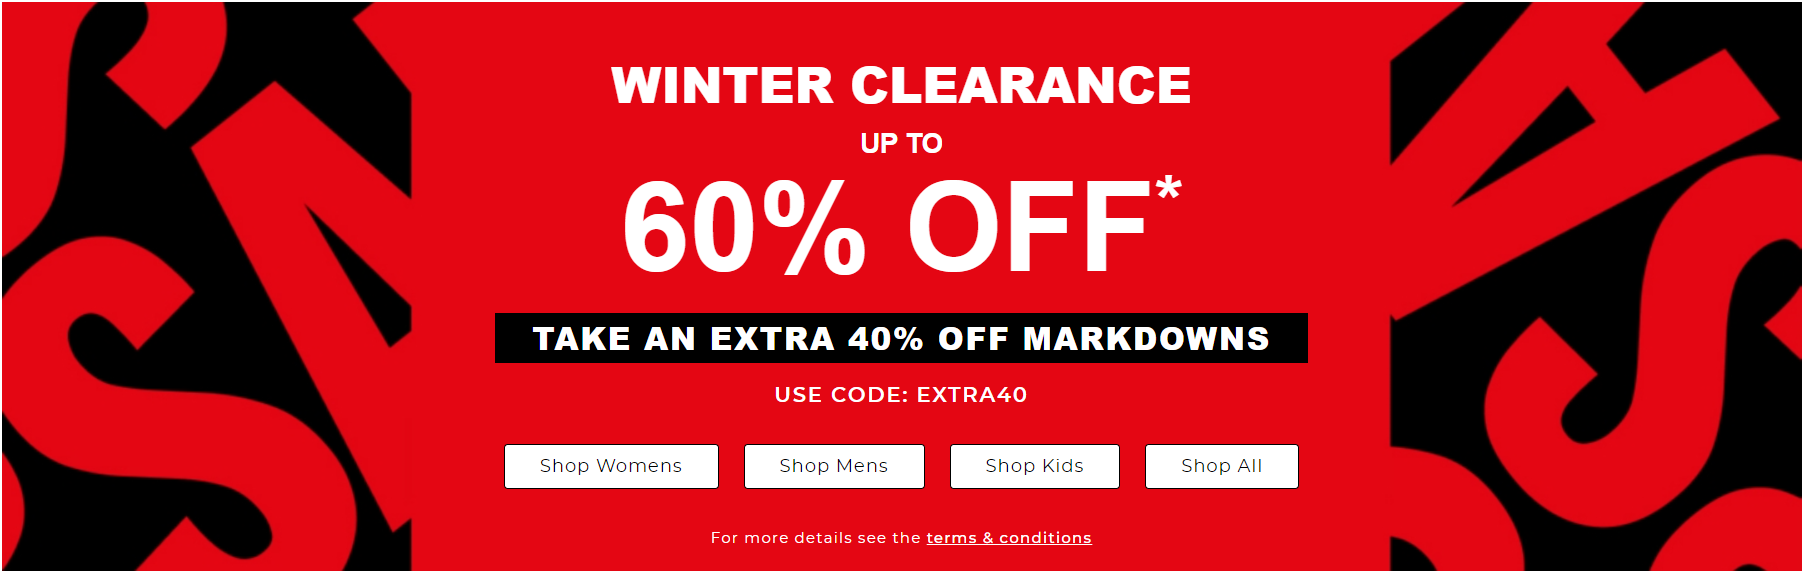 WINTER CLEARANCE
UP TO
60% OFF*
TAKE AN EXTRA 40% OFF MARKDOWNS
USE CODE: EXTRA40
Shop Womens
Shop Mens
Shop Kids
Shop All
For more details see the terms & conditions